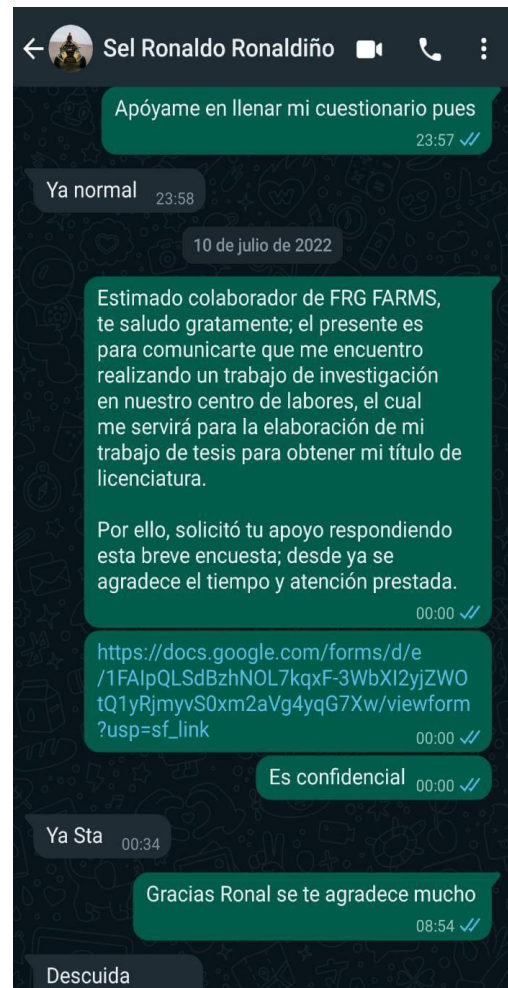 Sel Ronaldo Ronaldiño
Apóyame en llenar mi cuestionario pues
23:57
Ya normal 23:58
10 de julio de 2022
Estimado colaborador de FRG FARMS,
te saludo gratamente; el presente es
para comunicarte que me encuentro
realizando un trabajo de investigación
en nuestro centro de labores, el cual
me servirá para la elaboración de mi
trabajo de tesis para obtener mi título de
licenciatura.
Por ello, solicitó tu apoyo respondiendo
esta breve encuesta; desde ya se
agradece el tiempo y atención prestada.
00:00
https://docs.google.com/forms/d/e
/1FAIpQLSdBzhNOL7kqxF-3WbXI2yjZWO
tQ1yRjmyvS0xm2aVg4yqG7Xw/viewform
?usp=sf_link
00:00
Es confidencial 00:00
Ya Sta 00:34
Gracias Ronal se te agradece mucho
08:54
Descuida